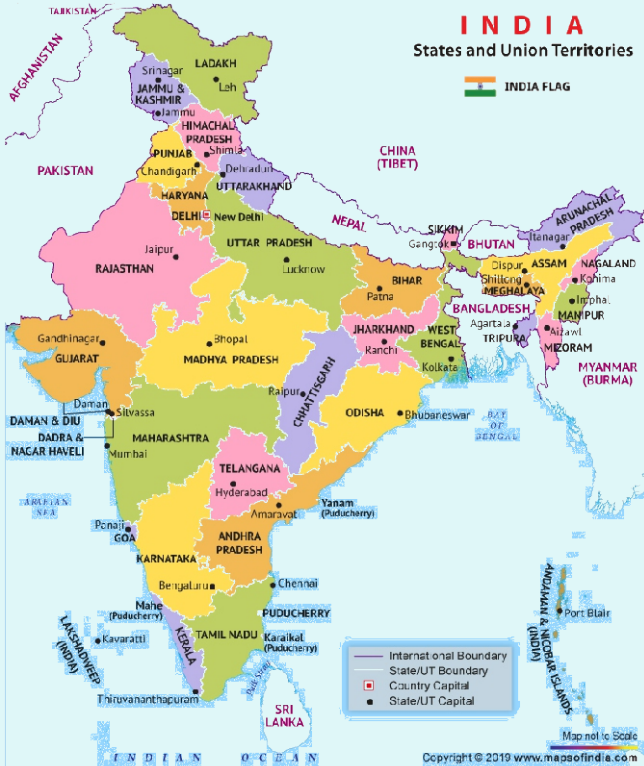 INDIA
States and Union Territories
INDIA FLAG
TAJIKISTAN
AFGHANISTAN
PAKISTAN
CHINA
(TIBET)
NEPAL
BHUTAN
BANGLADESH
MYANMAR
(BURMA)
SRI
LANKA
LADAKH
Leh
Srinagar
JAMMU &
KASHMIR
Jammu
HIMACHAL
PRADESH
Shimla
PUNJAB
Chandigarh
Dehradun
UTTARAKHAND
HARYANA
DELHI
New Delhi
UTTAR PRADESH
Lucknow
Jaipur
RAJASTHAN
SIKKIM
Gangtok
ARUNACHAL
PRADESH
Itanagar
Dispur
ASSAM
NAGALAND
Kohima
Shillong
MEGHALAYA
Imphal
MANIPUR
Agartala
TRIPURA
Aizawl
MIZORAM
BIHAR
Patna
JHARKHAND
Ranchi
WEST
BENGAL
Kolkata
Gandhinagar
GUJARAT
Bhopal
MADHYA PRADESH
Raipur
CHHATTISGARH
ODISHA
Bhubaneswar
Daman
Silvassa
DAMAN & DIU
DADRA &
NAGAR HAVELI
MAHARASHTRA
Mumbai
TELANGANA
Hyderabad
Amaravat
Yanam
(Puducherry)
ANDHRA
PRADESH
Panaji
GOA
KARNATAKA
Bengaluru
Chennai
PUDUCHERRY
Mahe
(Puducherry)
KERALA
TAMIL NADU
Karaikal
(Puducherry)
Thiruvananthapuram
LAKSHADWEEP
(INDIA)
Kavaratti
ANDAMAN & NICOBAR ISLANDS
(INDIA)
Port Blair
ARABIAN
SEA
BAY
OF
BENGAL
Palk Strait
INDIAN OCEAN
International Boundary
State/UT Boundary
Country Capital
State/UT Capital
Map not to Scale
Copyright © 2019 www.mapsofindia.com